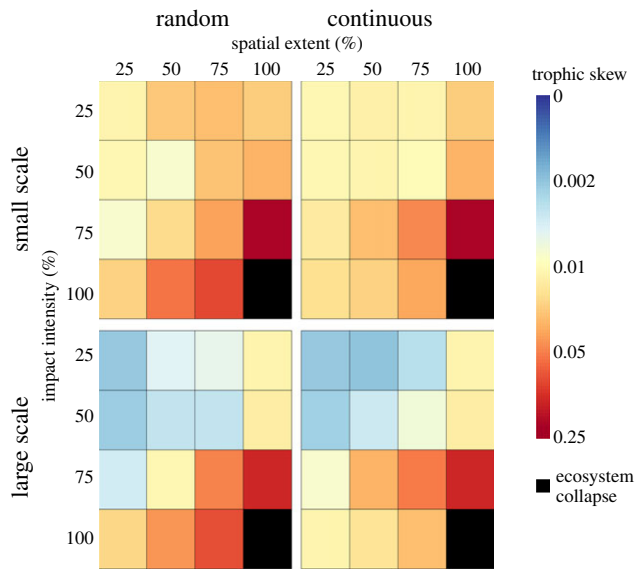 random continuous
spatial extent (%)
25 50 75 100 25 50 75 100
trophic skew
small scale
large scale
impact intensity (%)
25
50
75
100
25
50
75
100
0
0.002
0.01
0.05
0.25
ecosystem
collapse